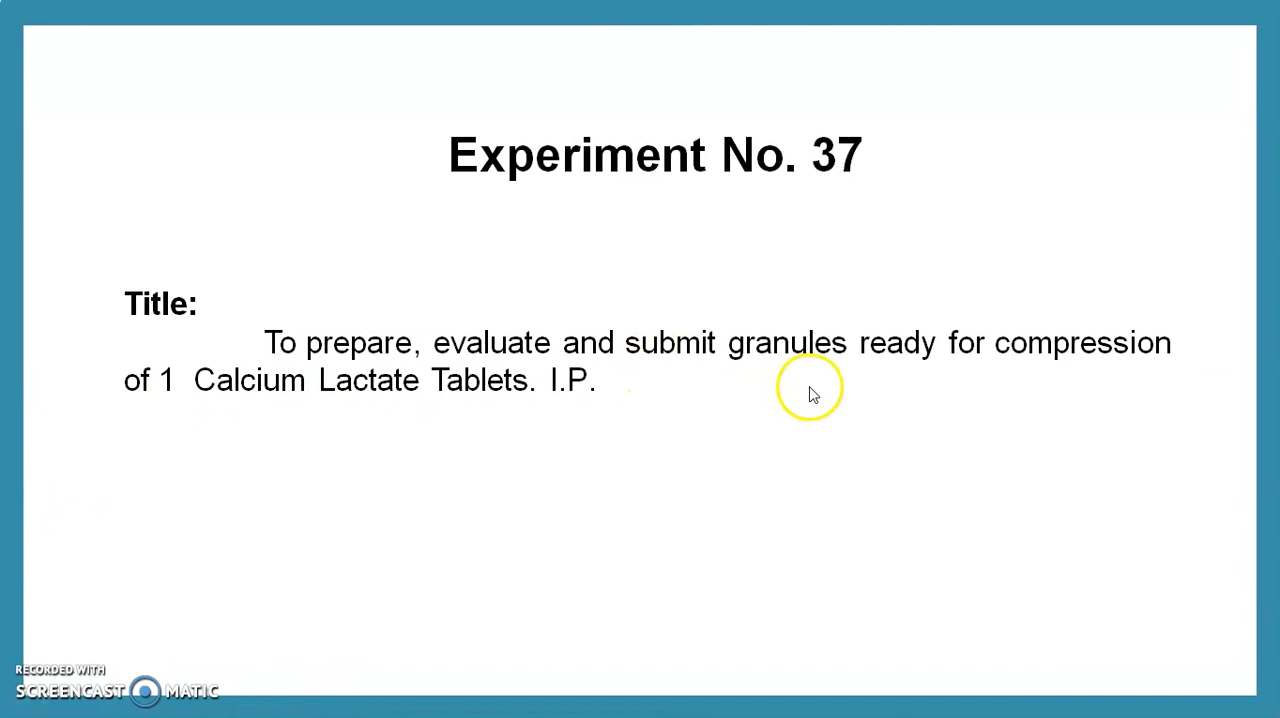 Experiment No. 37
Title:
To prepare, evaluate and submit granules ready for compression
of 1 Calcium Lactate Tablets. I.P.
RECORDED WITH
SCREENCAST MATIC